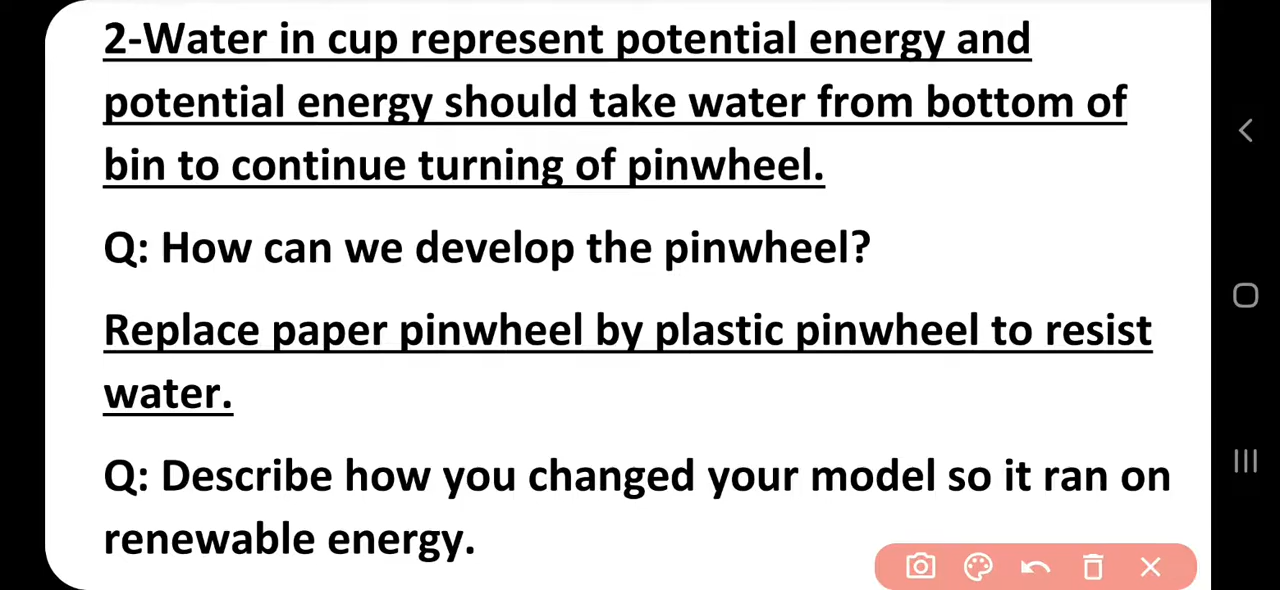 2-Water in cup represent potential energy and
potential energy should take water from bottom of
bin to continue turning of pinwheel.
Q: How can we develop the pinwheel?
Replace paper pinwheel by plastic pinwheel to resist
water.
Q: Describe how you changed your model so it ran on
renewable energy.